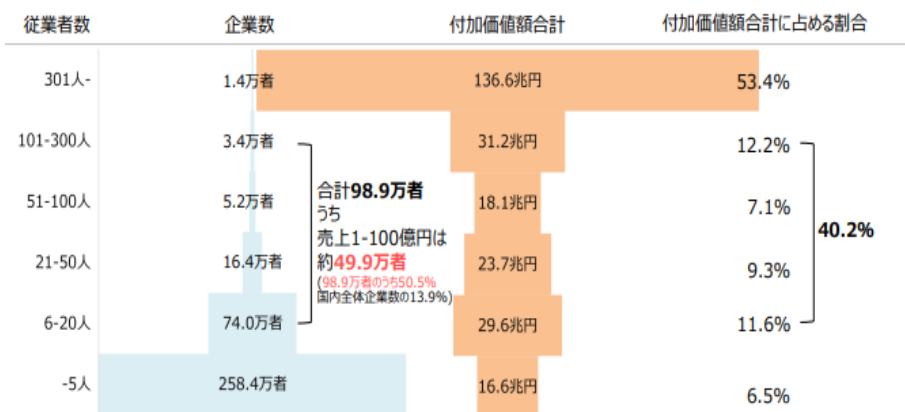 従業者数 企業数 付加価値額合計 付加価値額合計に占める割合
301人- 1.4万者 136.6兆円 53.4%
101-300人 3.4万者 31.2兆円 12.2%
51-100人 5.2万者 18.1兆円 7.1%
21-50人 16.4万者 23.7兆円 9.3%
6-20人 74.0万者 29.6兆円 11.6%
-5人 258.4万者 16.6兆円 6.5%
合計98.9万者
うち
売上1-100億円は
約49.9万者
(98.9万者のうち50.5%
国内全体企業数の13.9%)
40.2%